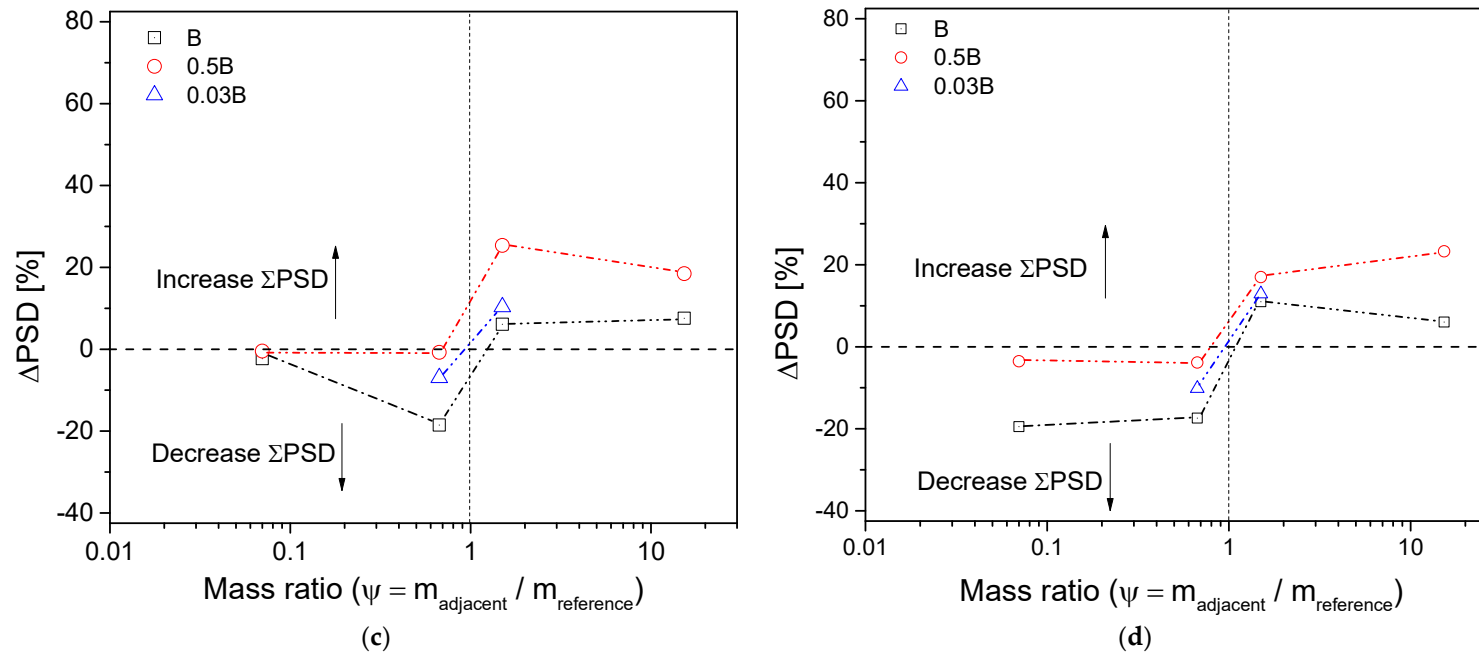 80
60
40
20
0
-20
-40
B
0.5B
0.03B
Increase ΣPSD
Decrease ΣPSD
ΔPSD [%]
0.01
0.1
1
10
Mass ratio (ψ = m_adjacent / m_reference)
(c)
80
60
40
20
0
-20
-40
B
0.5B
0.03B
Increase ΣPSD
Decrease ΣPSD
ΔPSD [%]
0.01
0.1
1
10
Mass ratio (ψ = m_adjacent / m_reference)
(d)